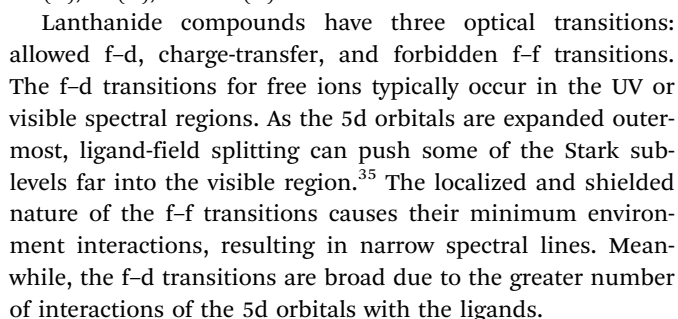 Lanthanide compounds have three optical transitions:
allowed f–d, charge-transfer, and forbidden f–f transitions.
The f–d transitions for free ions typically occur in the UV or
visible spectral regions. As the 5d orbitals are expanded outer-
most, ligand-field splitting can push some of the Stark sub-
levels far into the visible region.35 The localized and shielded
nature of the f–f transitions causes their minimum environ-
ment interactions, resulting in narrow spectral lines. Mean-
while, the f–d transitions are broad due to the greater number
of interactions of the 5d orbitals with the ligands.